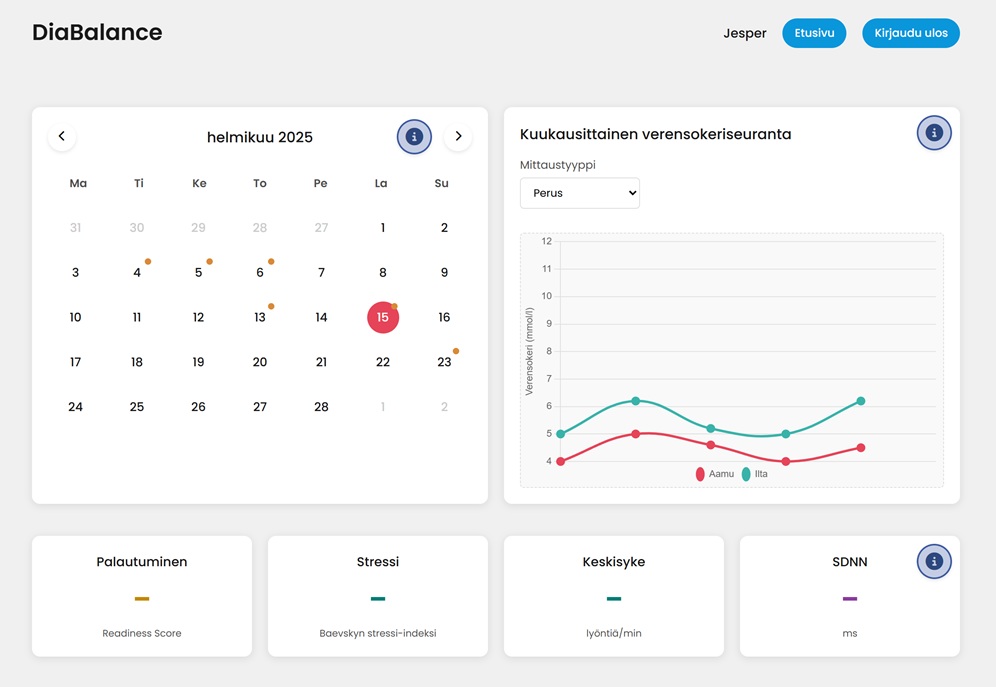 DiaBalance
Jesper
Etusivu
Kirjaudu ulos
helmikuu 2025
Ma Ti Ke To Pe La Su
31 30 29 28 27 1 2
3 4 5 6 7 8 9
10 11 12 13 14 15 16
17 18 19 20 21 22 23
24 25 26 27 28 1 2
Kuukausittainen verensokeriseuranta
Mittaustyyppi
Perus
Verensokeri (mmol/l)
12
11
10
9
8
7
6
5
4
Aamu Ilta
Palautuminen
Readiness Score
Stressi
Baevskyn stressi-indeksi
Keskisyke
lyöntiä/min
SDNN
ms